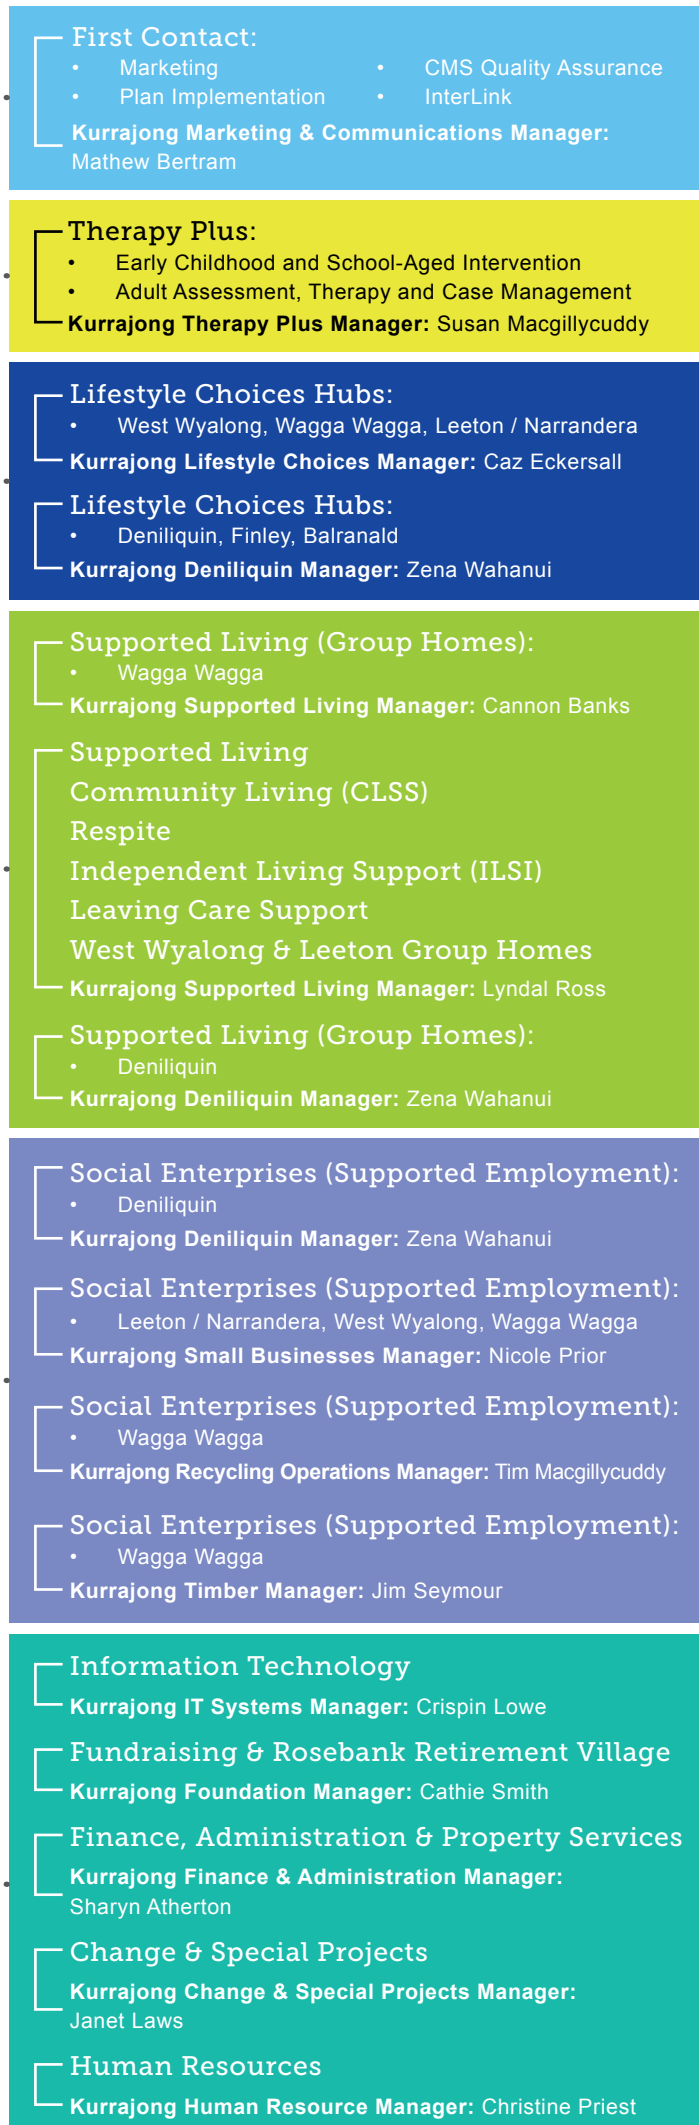 First Contact:
• Marketing • CMS Quality Assurance
• Plan Implementation • InterLink
Kurrajong Marketing & Communications Manager:
Mathew Bertram
Therapy Plus:
• Early Childhood and School-Aged Intervention
• Adult Assessment, Therapy and Case Management
Kurrajong Therapy Plus Manager: Susan Macgillycuddy
Lifestyle Choices Hubs:
• West Wyalong, Wagga Wagga, Leeton / Narrandera
Kurrajong Lifestyle Choices Manager: Caz Eckersall
Lifestyle Choices Hubs:
• Deniliquin, Finley, Balranald
Kurrajong Deniliquin Manager: Zena Wahanui
Supported Living (Group Homes):
• Wagga Wagga
Kurrajong Supported Living Manager: Cannon Banks
Supported Living
Community Living (CLSS)
Respite
Independent Living Support (ILSI)
Leaving Care Support
West Wyalong & Leeton Group Homes
Kurrajong Supported Living Manager: Lyndal Ross
Supported Living (Group Homes):
• Deniliquin
Kurrajong Deniliquin Manager: Zena Wahanui
Social Enterprises (Supported Employment):
• Deniliquin
Kurrajong Deniliquin Manager: Zena Wahanui
Social Enterprises (Supported Employment):
• Leeton / Narrandera, West Wyalong, Wagga Wagga
Kurrajong Small Businesses Manager: Nicole Prior
Social Enterprises (Supported Employment):
• Wagga Wagga
Kurrajong Recycling Operations Manager: Tim Macgillycuddy
Social Enterprises (Supported Employment):
• Wagga Wagga
Kurrajong Timber Manager: Jim Seymour
Information Technology
Kurrajong IT Systems Manager: Crispin Lowe
Fundraising & Rosebank Retirement Village
Kurrajong Foundation Manager: Cathie Smith
Finance, Administration & Property Services
Kurrajong Finance & Administration Manager:
Sharyn Atherton
Change & Special Projects
Kurrajong Change & Special Projects Manager:
Janet Laws
Human Resources
Kurrajong Human Resource Manager: Christine Priest